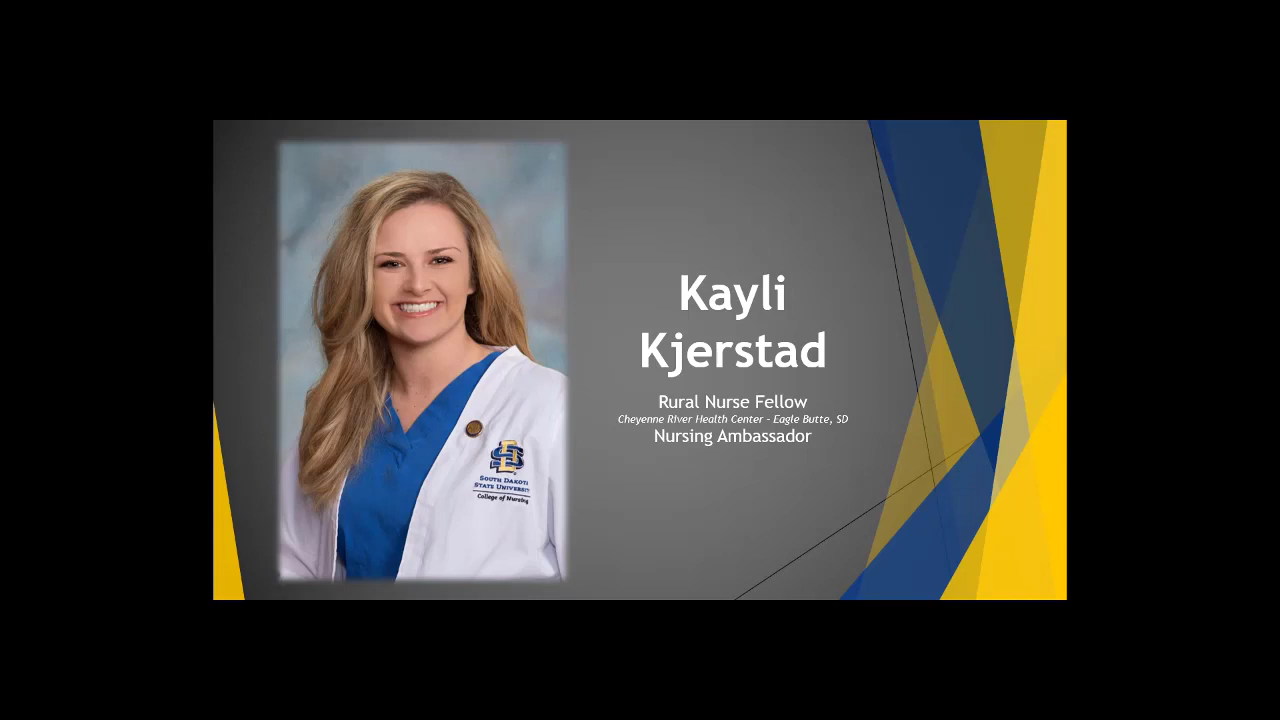 Kayli
Kjerstad
Rural Nurse Fellow
Cheyenne River Health Center - Eagle Butte, SD
Nursing Ambassador
SD
SOUTH DAKOTA
STATE UNIVERSITY
College of Nursing